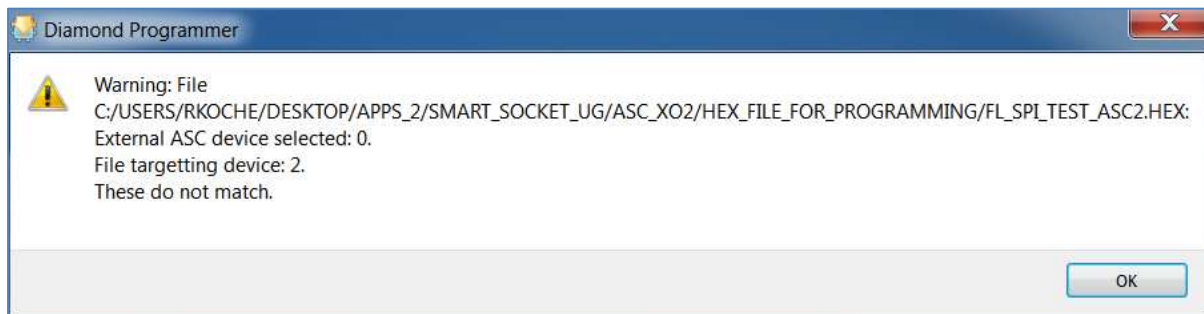 Diamond Programmer
Warning: File
C:/USERS/RKOCHE/DESKTOP/APPS_2/SMART_SOCKET_UG/ASC_XO2/HEX_FILE_FOR_PROGRAMMING/FL_SPI_TEST_ASC2.HEX:
External ASC device selected: 0.
File targetting device: 2.
These do not match.
OK